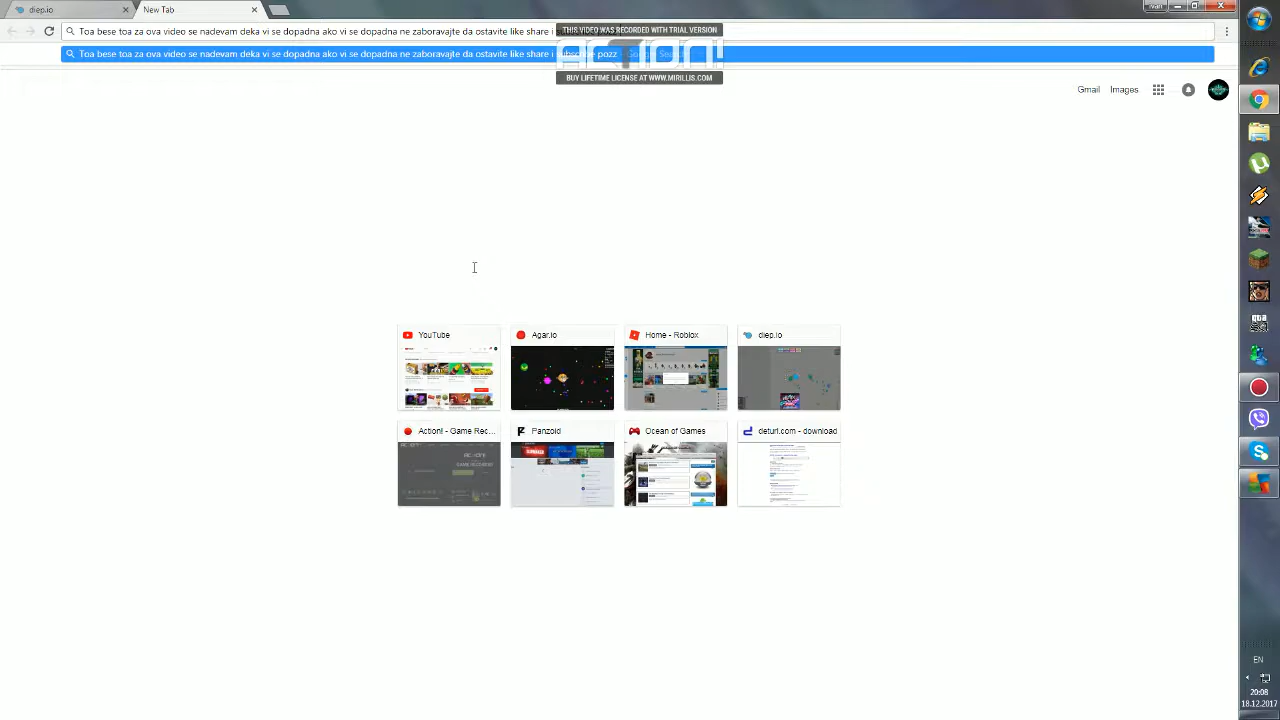 diep.io
New Tab
Ivan
Toa bese toa za ova video se nadevam deka vi se dopadna ako vi se dopadna ne zaboravajte da ostavite like share i
THIS VIDEO WAS RECORDED WITH TRIAL VERSION
Toa bese toa za ova video se nadevam deka vi se dopadna ako vi se dopadna ne zaboravajte da ostavite like share i subscribe pozz
BUY LIFETIME LICENSE AT WWW.MIRILLIS.COM
Gmail
Images
YouTube
Agar.io
Home - Roblox
diep.io
Action! - Game Rec...
Panzoid
Ocean of Games
deturl.com - download
EN
20:08
18.12.2017